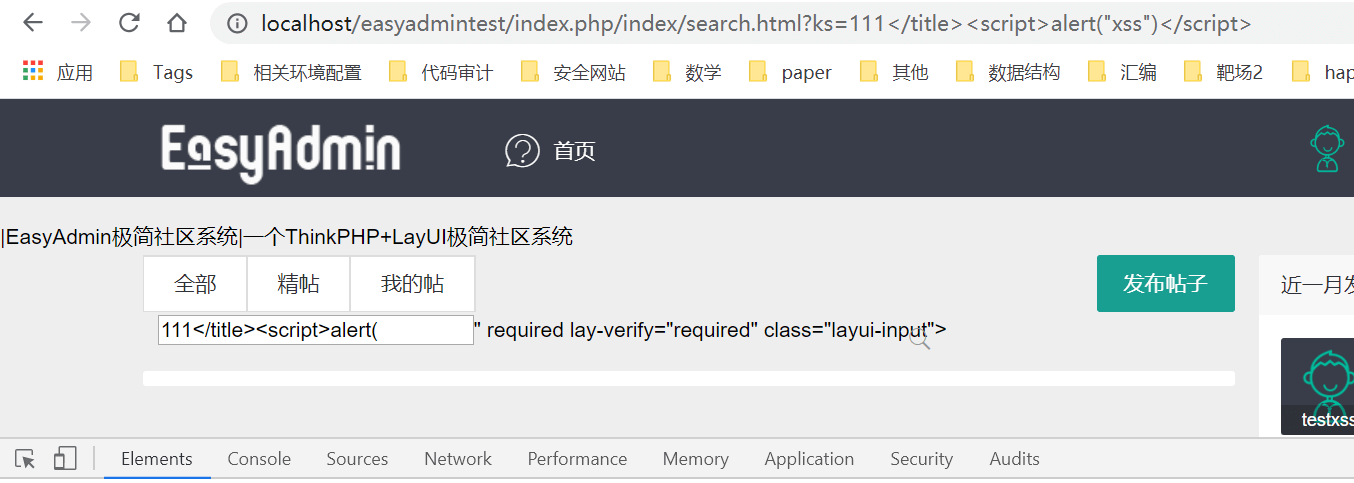 localhost/easyadmintest/index.php/index/search.html?ks=111</title><script>alert("xss")</script>
应用 Tags 相关环境配置 代码审计 安全网站 数学 paper 其他 数据结构 汇编 靶场2 hap
EasyAdmin 首页
|EasyAdmin极简社区系统|一个ThinkPHP+LayUI极简社区系统
全部 精帖 我的帖 发布帖子 近一月发
111</title><script>alert( " required lay-verify="required" class="layui-input">
testxss
Elements Console Sources Network Performance Memory Application Security Audits